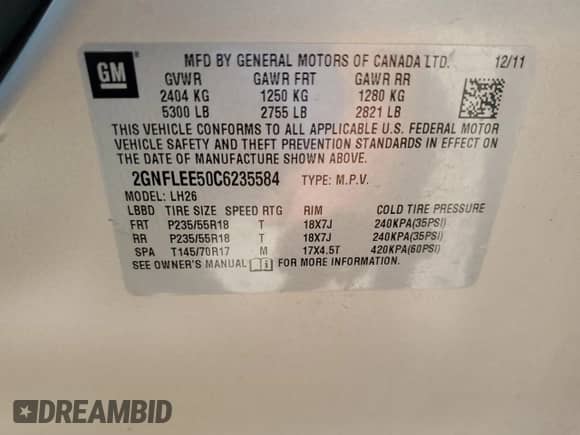 GM
MFD BY GENERAL MOTORS OF CANADA LTD. 12/11
GVWR GAWR FRT GAWR RR
2404 KG 1250 KG 1280 KG
5300 LB 2755 LB 2821 LB
THIS VEHICLE CONFORMS TO ALL APPLICABLE U.S. FEDERAL MOTOR
VEHICLE SAFETY AND THEFT PREVENTION STANDARDS IN EFFECT ON
THE DATE OF MANUFACTURE SHOWN ABOVE.
2GNFLEE50C6235584 TYPE: M.P.V.
MODEL: LH26
LBBD TIRE SIZE SPEED RTG RIM COLD TIRE PRESSURE
FRT P235/55R18 T 18X7J 240KPA(35PSI)
RR P235/55R18 T 18X7J 240KPA(35PSI)
SPA T145/70R17 M 17X4.5T 420KPA(60PSI)
SEE OWNER'S MANUAL FOR MORE INFORMATION.
DREAMBID